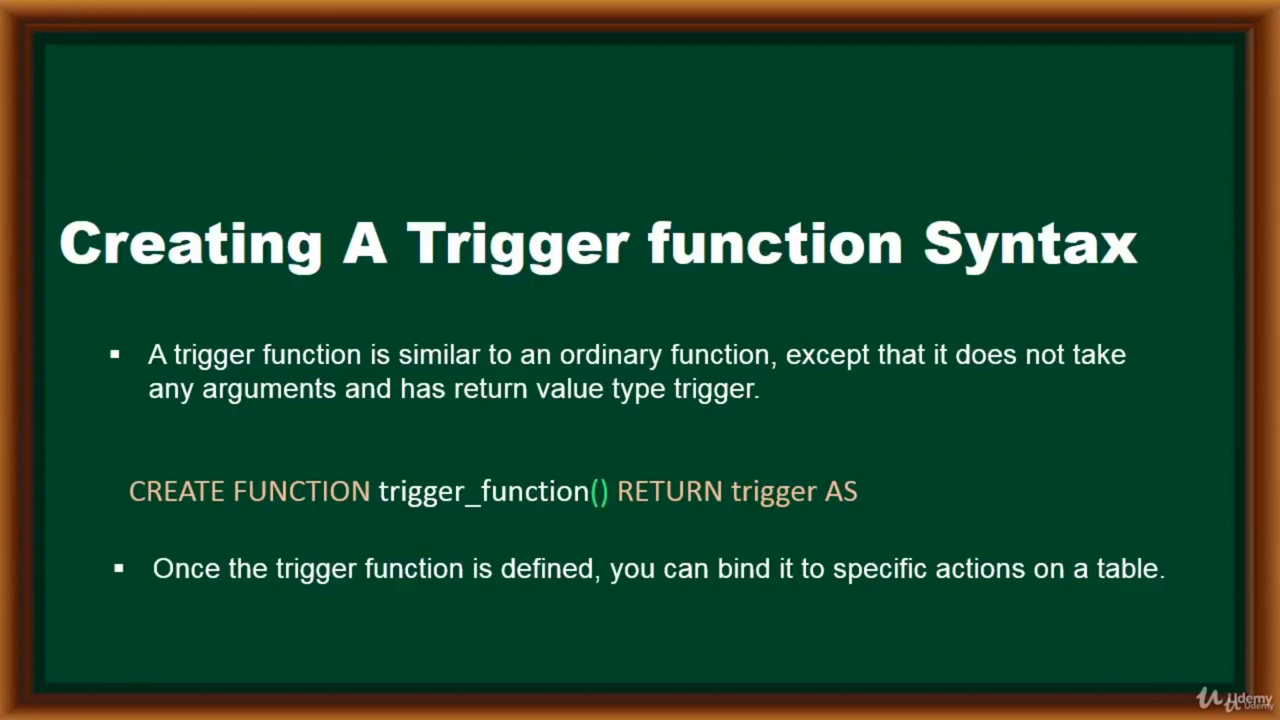 Creating A Trigger function Syntax
▪ A trigger function is similar to an ordinary function, except that it does not take
any arguments and has return value type trigger.
CREATE FUNCTION trigger_function() RETURN trigger AS
▪ Once the trigger function is defined, you can bind it to specific actions on a table.
Udemy
Udemy